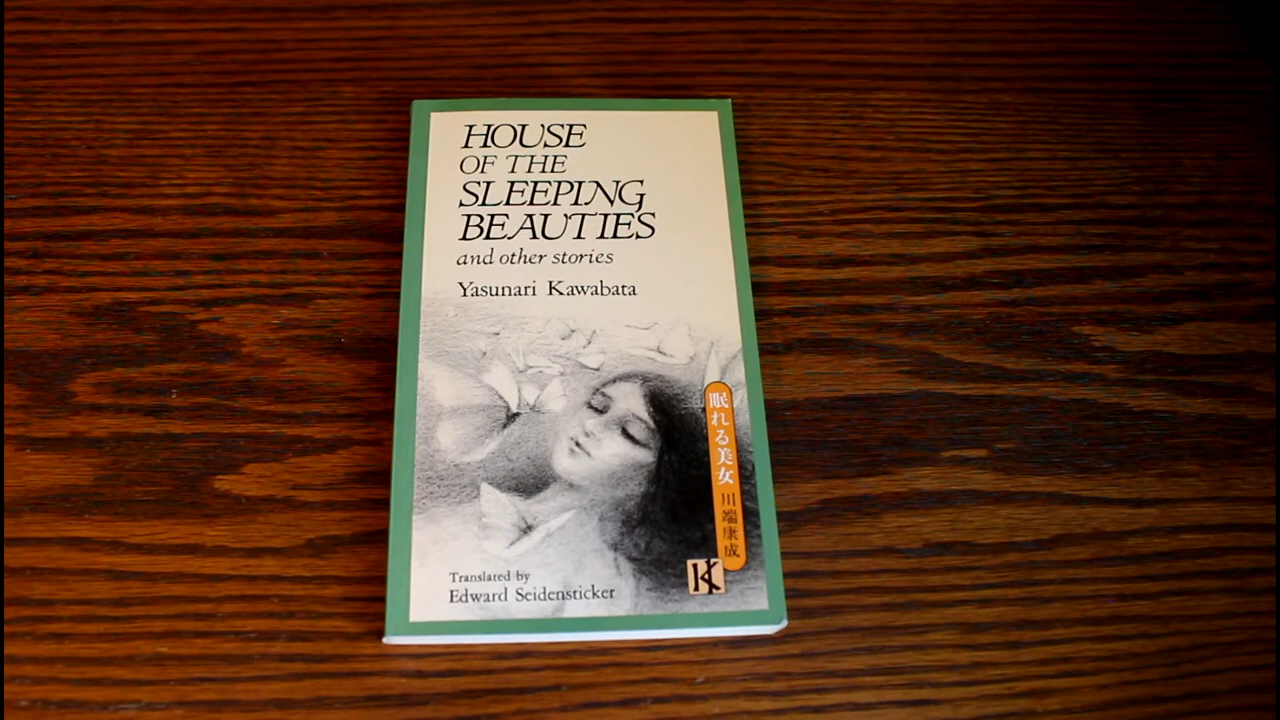 HOUSE
OF THE
SLEEPING
BEAUTIES
and other stories
Yasunari Kawabata
眠れる美女 川端康成
K
Translated by
Edward Seidensticker